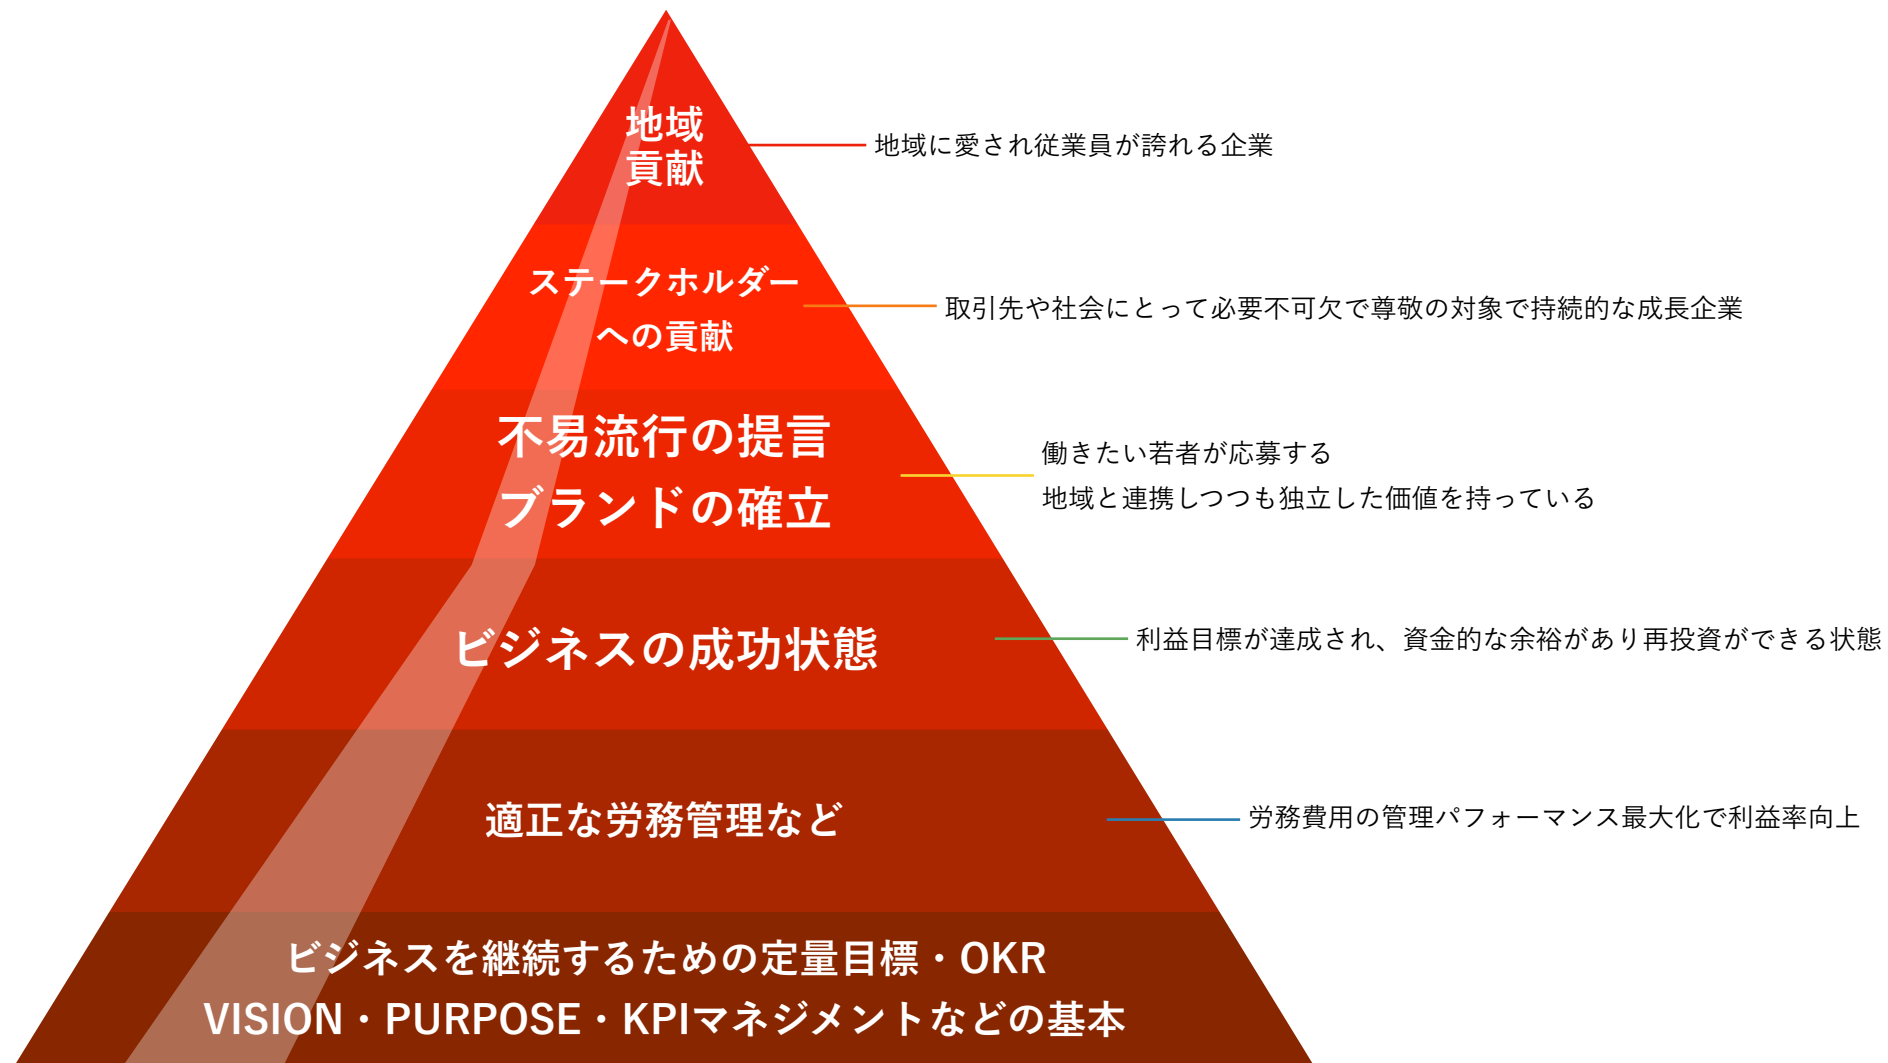 地域
貢献
地域に愛され従業員が誇れる企業
ステークホルダー
への貢献
取引先や社会にとって必要不可欠で尊敬の対象で持続的な成長企業
不易流行の提言
ブランドの確立
働きたい若者が応募する
地域と連携しつつも独立した価値を持っている
ビジネスの成功状態
利益目標が達成され、資金的な余裕があり再投資ができる状態
適正な労務管理など
労務費用の管理パフォーマンス最大化で利益率向上
ビジネスを継続するための定量目標・OKR
VISION・PURPOSE・KPIマネジメントなどの基本